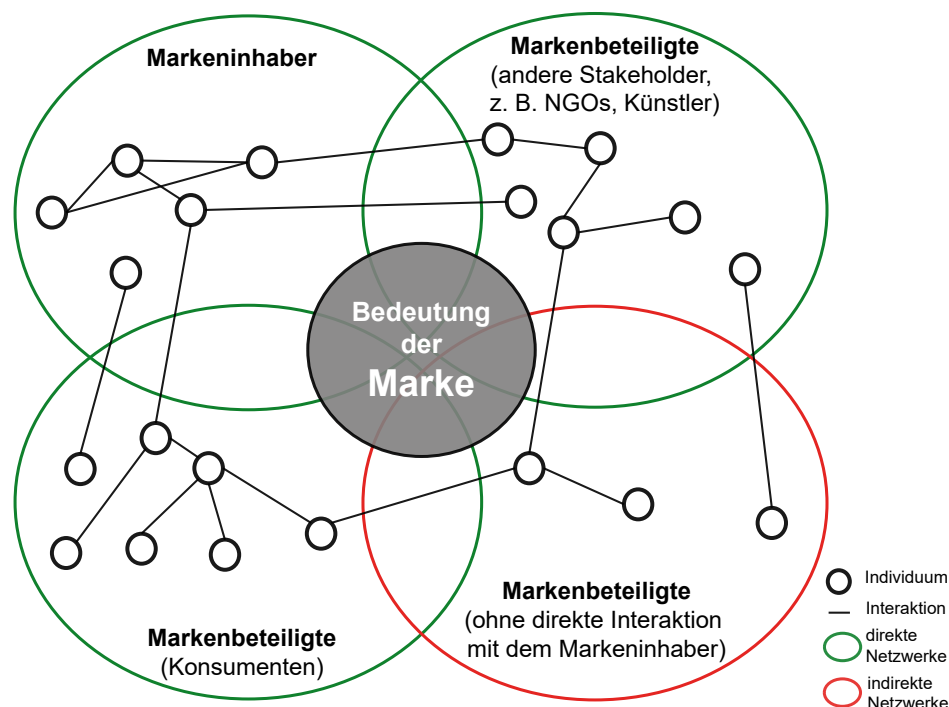 Markeninhaber
Markenbeteiligte
(andere Stakeholder,
z. B. NGOs, Künstler)
Bedeutung
der
Marke
Markenbeteiligte
(Konsumenten)
Markenbeteiligte
(ohne direkte Interaktion
mit dem Markeninhaber)
Individuum
Interaktion
direkte
Netzwerke
indirekte
Netzwerke